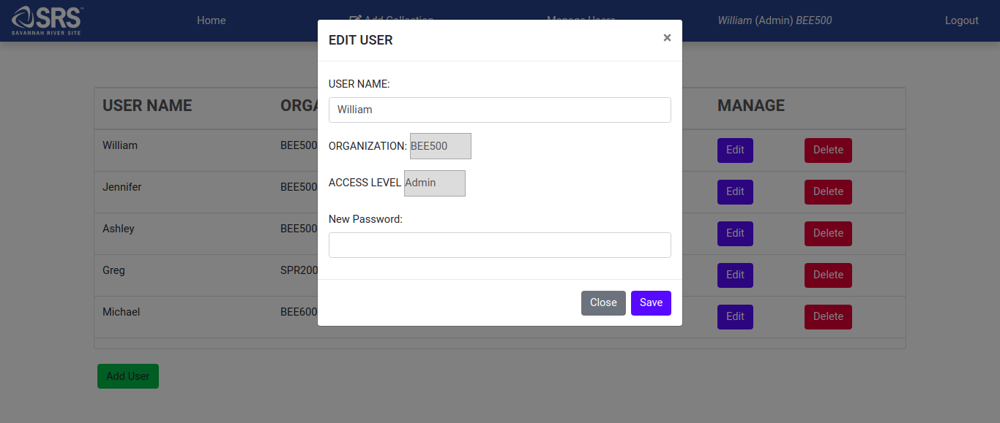 SRS™
SAVANNAH RIVER SITE
Home
Add Collection
Manage Users
William (Admin) BEE500
Logout
EDIT USER
×
USER NAME:
William
ORGANIZATION: BEE500
ACCESS LEVEL Admin
New Password:
Close Save
USER NAME ORGA MANAGE
William BEE500 Edit Delete
Jennifer BEE500 Edit Delete
Ashley BEE500 Edit Delete
Greg SPR200 Edit Delete
Michael BEE600 Edit Delete
Add User